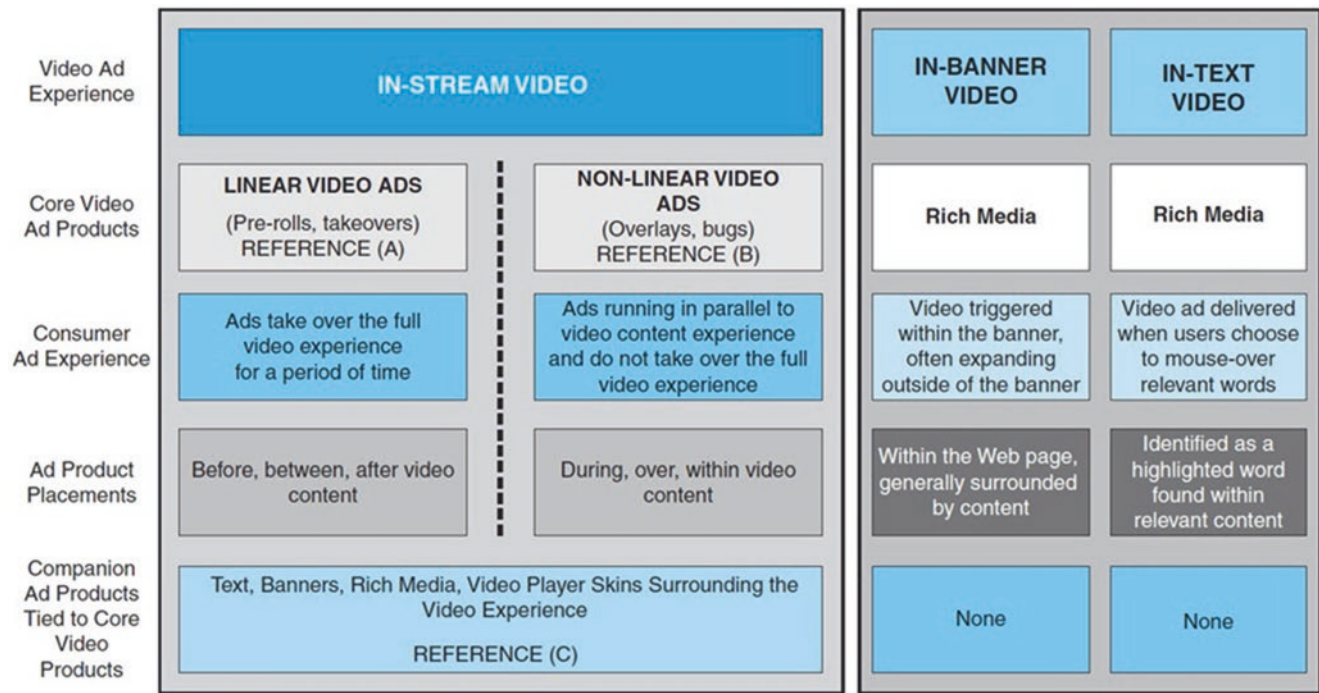 Video Ad
Experience
IN-STREAM VIDEO
IN-BANNER
VIDEO
IN-TEXT
VIDEO
Core Video
Ad Products
LINEAR VIDEO ADS
(Pre-rolls, takeovers)
REFERENCE (A)
NON-LINEAR VIDEO
ADS
(Overlays, bugs)
REFERENCE (B)
Rich Media
Rich Media
Consumer
Ad Experience
Ads take over the full
video experience
for a period of time
Ads running in parallel to
video content experience
and do not take over the full
video experience
Video triggered
within the banner,
often expanding
outside of the banner
Video ad delivered
when users choose
to mouse-over
relevant words
Ad Product
Placements
Before, between, after video
content
During, over, within video
content
Within the Web page,
generally surrounded
by content
Identified as a
highlighted word
found within
relevant content
Companion
Ad Products
Tied to Core
Video
Products
Text, Banners, Rich Media, Video Player Skins Surrounding the
Video Experience
REFERENCE (C)
None
None